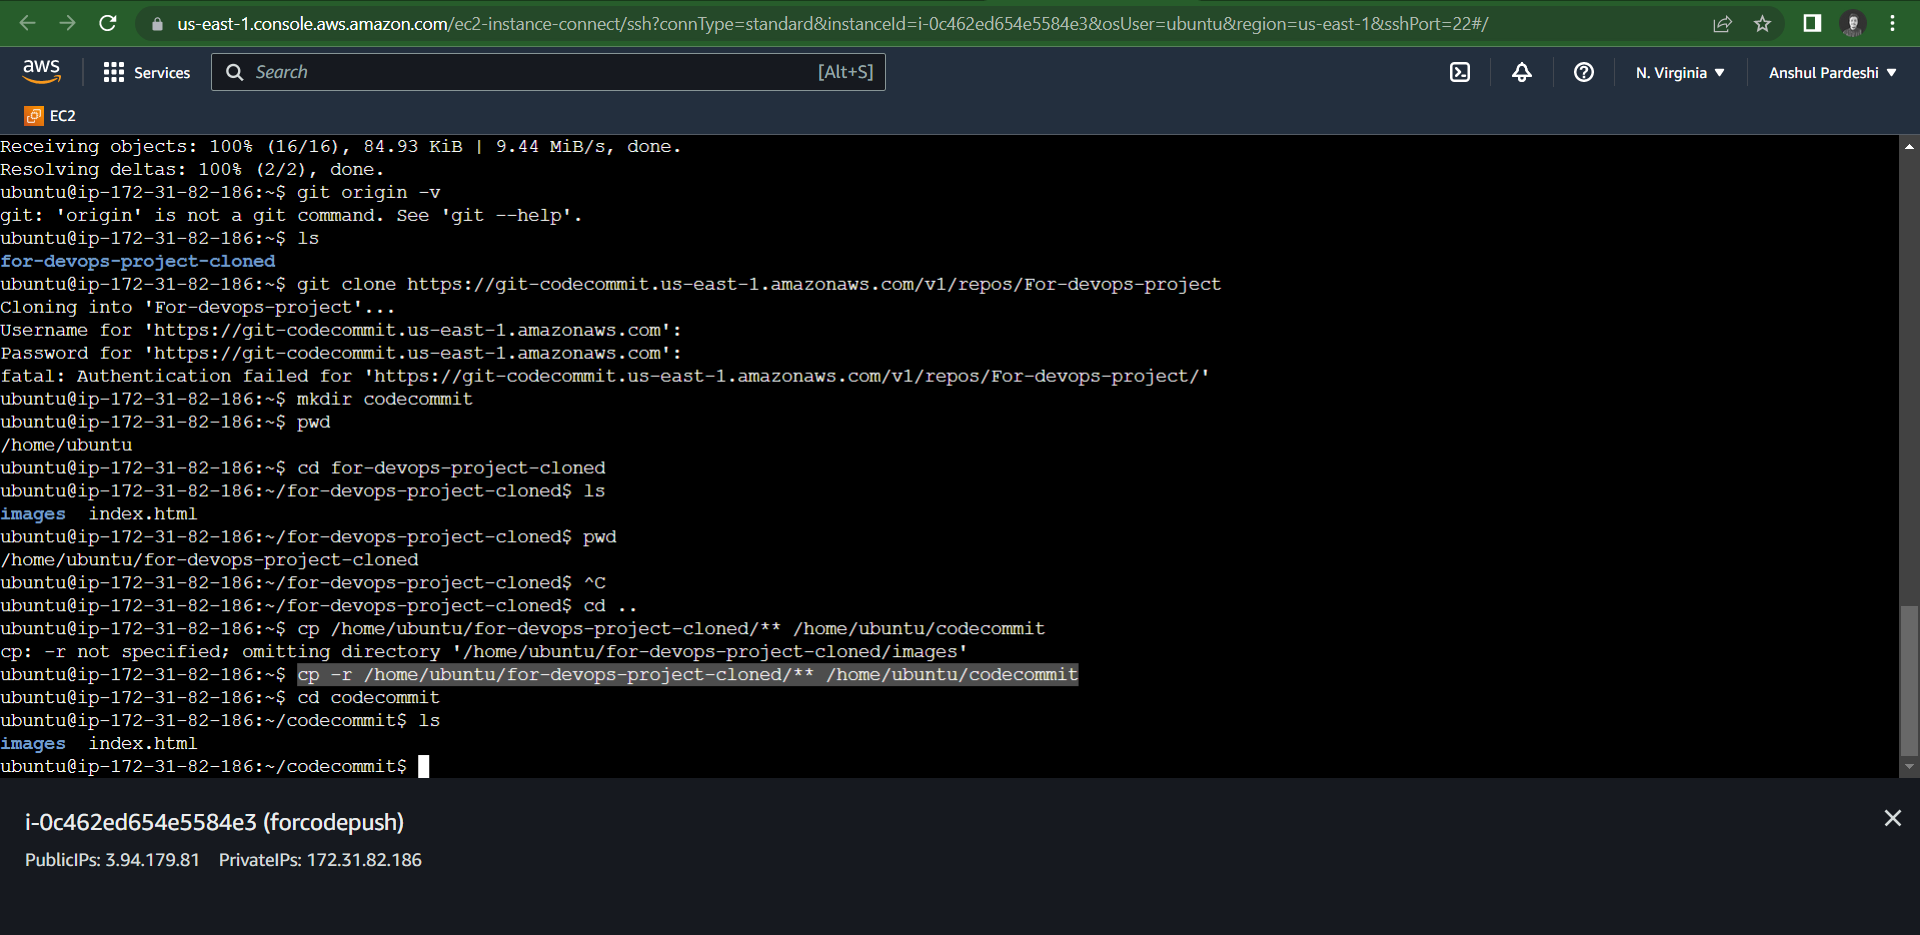 us-east-1.console.aws.amazon.com/ec2-instance-connect/ssh?connType=standard&instanceId=i-0c462ed654e5584e3&osUser=ubuntu&region=us-east-1&sshPort=22#/
aws Services Search [Alt+S] N. Virginia Anshul Pardeshi
EC2
Receiving objects: 100% (16/16), 84.93 KiB | 9.44 MiB/s, done.
Resolving deltas: 100% (2/2), done.
ubuntu@ip-172-31-82-186:~$ git origin -v
git: 'origin' is not a git command. See 'git --help'.
ubuntu@ip-172-31-82-186:~$ ls
for-devops-project-cloned
ubuntu@ip-172-31-82-186:~$ git clone https://git-codecommit.us-east-1.amazonaws.com/v1/repos/For-devops-project
Cloning into 'For-devops-project'...
Username for 'https://git-codecommit.us-east-1.amazonaws.com':
Password for 'https://git-codecommit.us-east-1.amazonaws.com':
fatal: Authentication failed for 'https://git-codecommit.us-east-1.amazonaws.com/v1/repos/For-devops-project/'
ubuntu@ip-172-31-82-186:~$ mkdir codecommit
ubuntu@ip-172-31-82-186:~$ pwd
/home/ubuntu
ubuntu@ip-172-31-82-186:~$ cd for-devops-project-cloned
ubuntu@ip-172-31-82-186:~/for-devops-project-cloned$ ls
images  index.html
ubuntu@ip-172-31-82-186:~/for-devops-project-cloned$ pwd
/home/ubuntu/for-devops-project-cloned
ubuntu@ip-172-31-82-186:~/for-devops-project-cloned$ ^C
ubuntu@ip-172-31-82-186:~/for-devops-project-cloned$ cd ..
ubuntu@ip-172-31-82-186:~$ cp /home/ubuntu/for-devops-project-cloned/** /home/ubuntu/codecommit
cp: -r not specified; omitting directory '/home/ubuntu/for-devops-project-cloned/images'
ubuntu@ip-172-31-82-186:~$ cp -r /home/ubuntu/for-devops-project-cloned/** /home/ubuntu/codecommit
ubuntu@ip-172-31-82-186:~$ cd codecommit
ubuntu@ip-172-31-82-186:~/codecommit$ ls
images  index.html
ubuntu@ip-172-31-82-186:~/codecommit$
i-0c462ed654e5584e3 (forcodepush)
PublicIPs: 3.94.179.81 PrivateIPs: 172.31.82.186